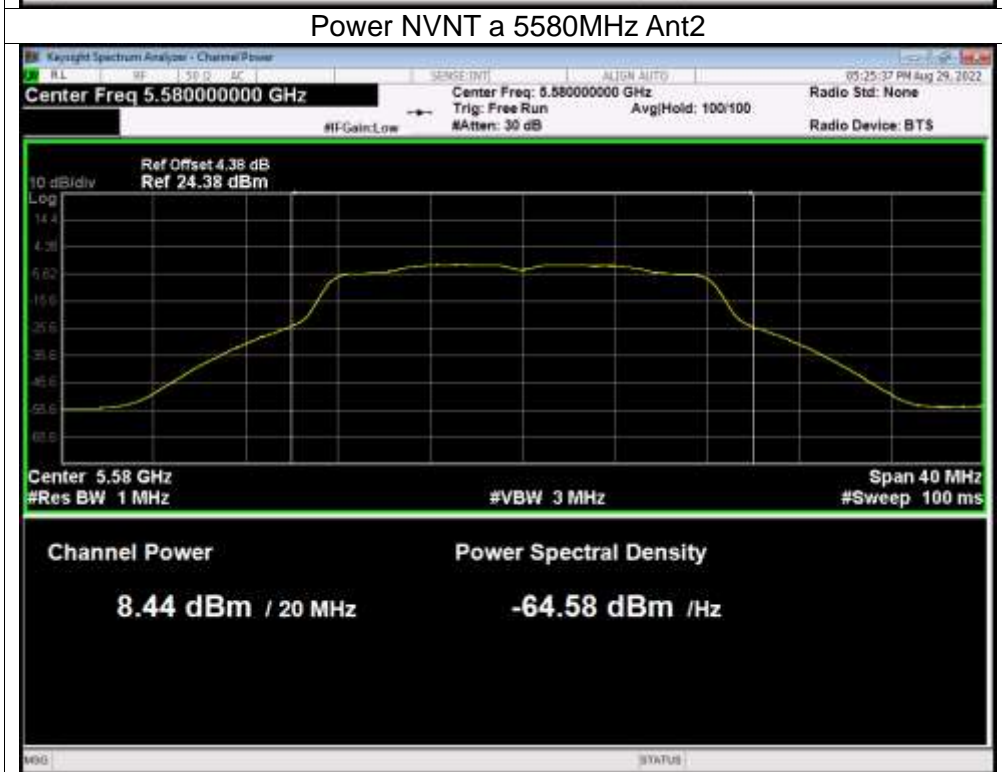 Power NVNT a 5580MHz Ant2
Keysight Spectrum Analyzer - Channel Power
RL RF 50 Ω AC SENSE:INT ALIGN AUTO 05:25:37 PM Aug 29, 2022
Center Freq 5.580000000 GHz
Center Freq: 5.580000000 GHz
Radio Std: None
Trig: Free Run Avg|Hold: 100/100
#IFGain:Low #Atten: 30 dB Radio Device: BTS
Ref Offset 4.38 dB
10 dB/div Ref 24.38 dBm
Log
14.4
4.38
-5.62
-15.6
-25.6
-35.6
-45.6
-55.6
-65.6
Center 5.58 GHz Span 40 MHz
#Res BW 1 MHz #VBW 3 MHz #Sweep 100 ms
Channel Power Power Spectral Density
8.44 dBm / 20 MHz -64.58 dBm /Hz
MSG STATUS